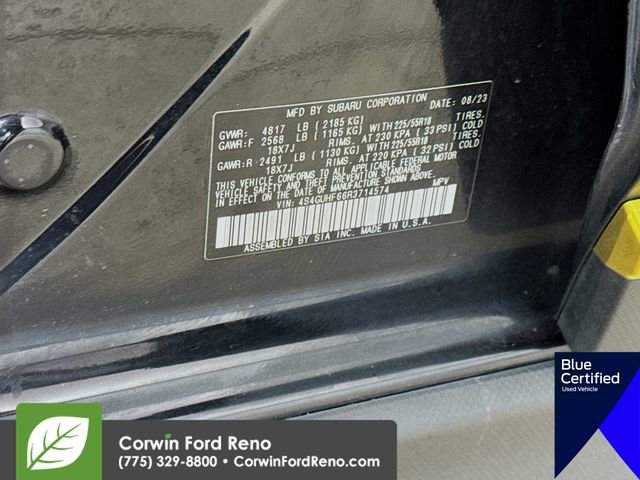 MFD BY SUBARU CORPORATION DATE: 08/23
GVWR: 4817 LB ( 2185 KG)
GAWR:F 2568 LB ( 1165 KG) WITH 225/55R18 TIRES.
18X7J RIMS. AT 230 KPA ( 33 PSI) COLD
GAWR:R 2491 LB ( 1130 KG) WITH 225/55R18 TIRES.
18X7J RIMS. AT 220 KPA ( 32 PSI) COLD
THIS VEHICLE CONFORMS TO ALL APPLICABLE FEDERAL MOTOR
VEHICLE SAFETY AND THEFT PREVENTION STANDARDS
IN EFFECT ON THE DATE OF MANUFACTURE SHOWN ABOVE.
VIN: 4S4GUHF66R3714574 MPV
ASSEMBLED BY SIA INC. MADE IN U.S.A.
Blue
Certified
Used Vehicle
Corwin Ford Reno
(775) 329-8800 • CorwinFordReno.com